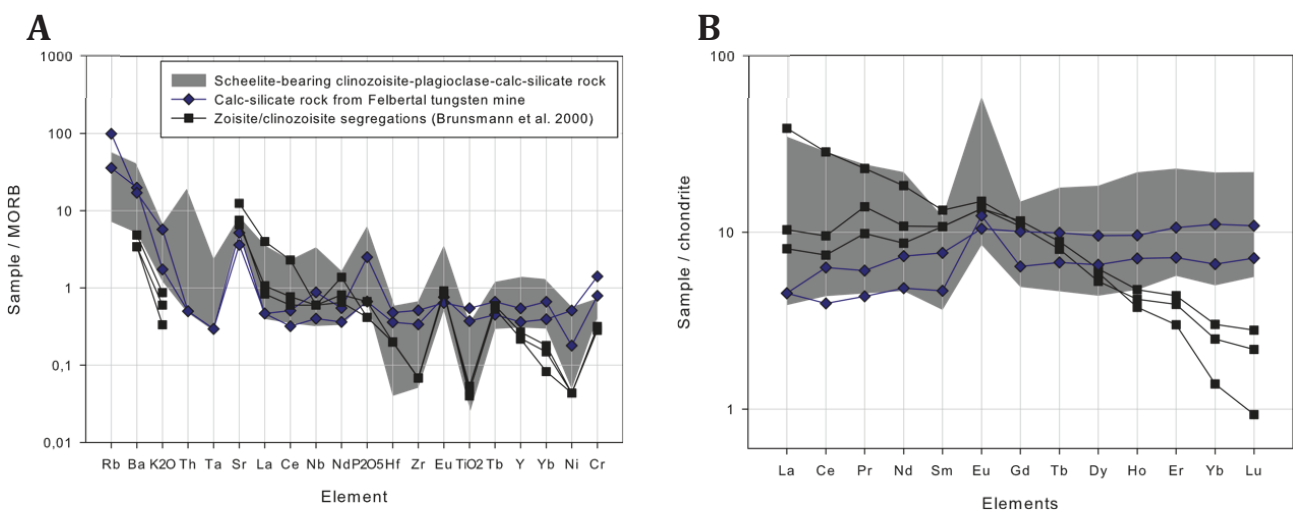 A
Sample / MORB
1000
100
10
1
0,1
0,01
Scheelite-bearing clinozoisite-plagioclase-calc-silicate rock
Calc-silicate rock from Felbertal tungsten mine
Zoisite/clinozoisite segregations (Brunsmann et al. 2000)
Rb Ba K2O Th Ta Sr La Ce Nb Nd P2O5 Hf Zr Eu TiO2 Tb Y Yb Ni Cr
Element
B
Sample / chondrite
100
10
1
La Ce Pr Nd Sm Eu Gd Tb Dy Ho Er Yb Lu
Elements